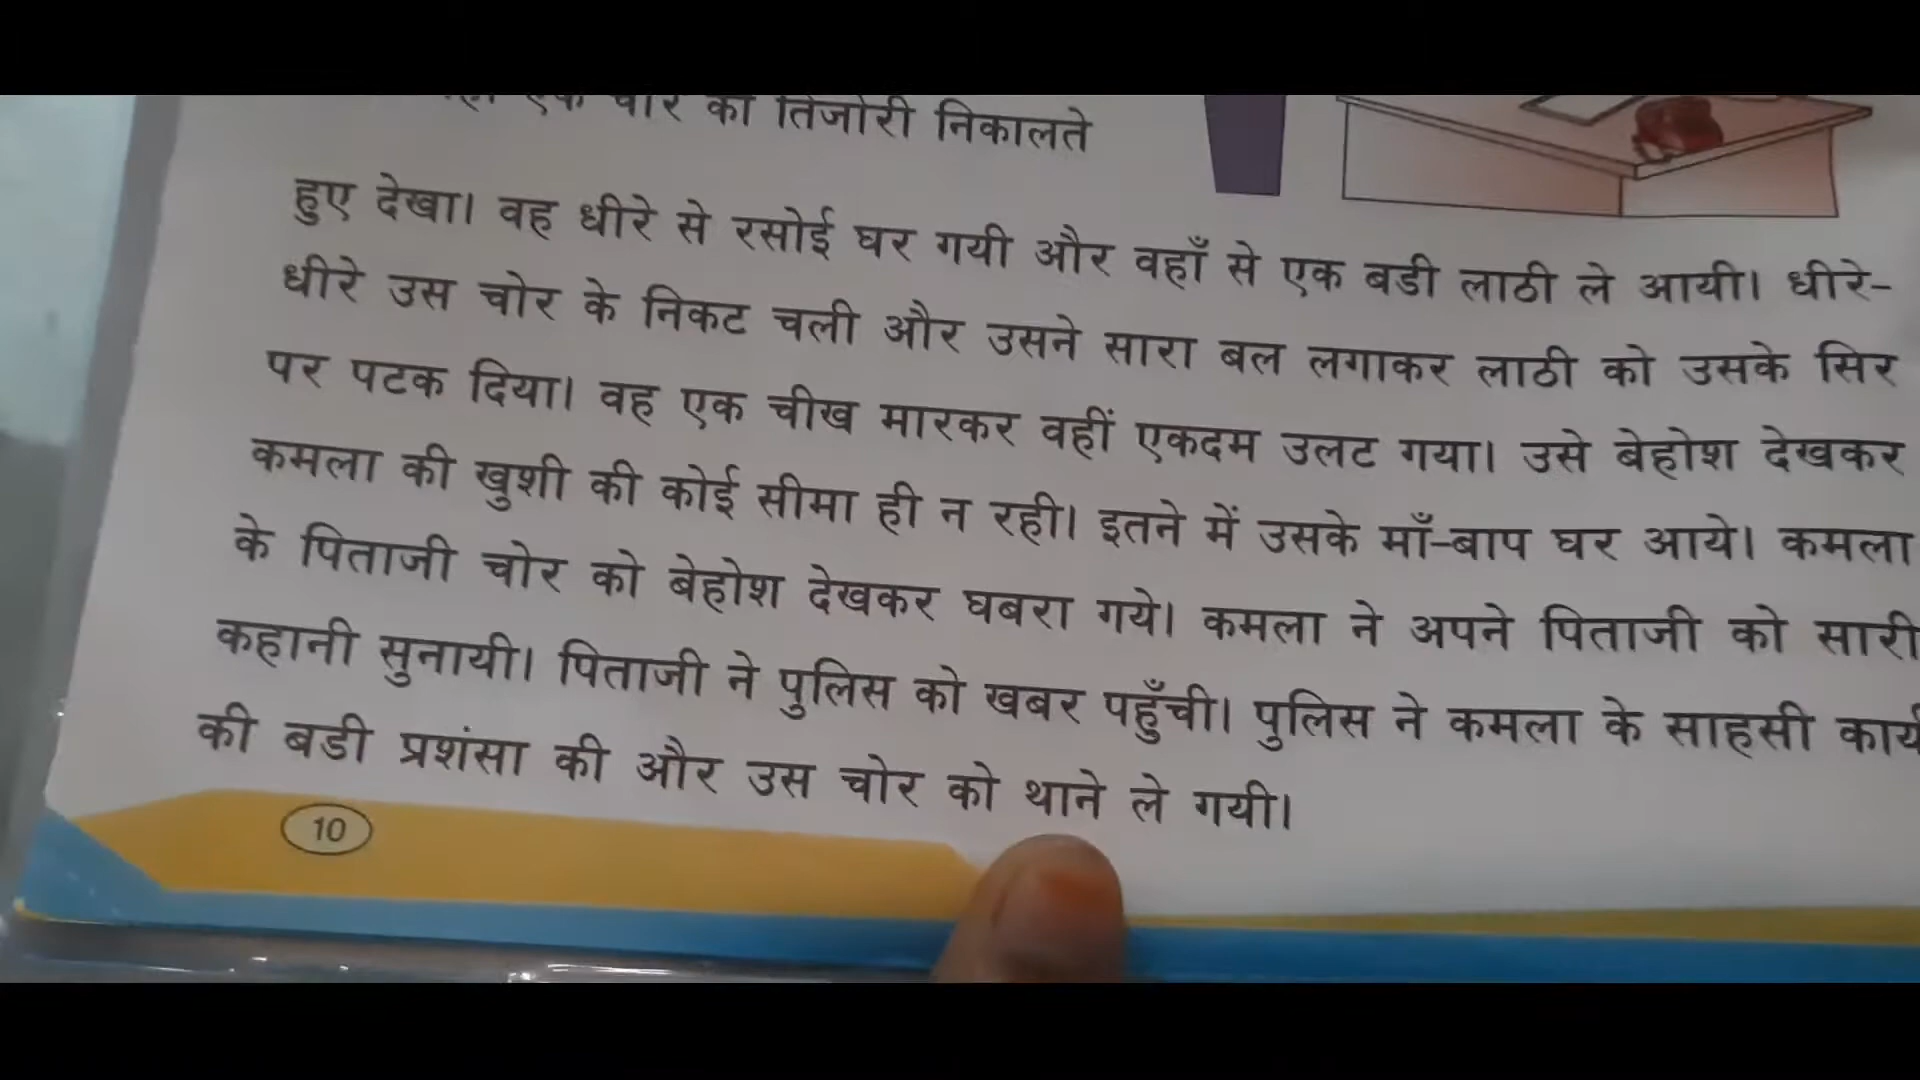 एक चोर को तिजोरी निकालते
हुए देखा। वह धीरे से रसोई घर गयी और वहाँ से एक बडी लाठी ले आयी। धीरे-
धीरे उस चोर के निकट चली और उसने सारा बल लगाकर लाठी को उसके सिर
पर पटक दिया। वह एक चीख मारकर वहीं एकदम उलट गया। उसे बेहोश देखकर
कमला की खुशी की कोई सीमा ही न रही। इतने में उसके माँ-बाप घर आये। कमला
के पिताजी चोर को बेहोश देखकर घबरा गये। कमला ने अपने पिताजी को सारी
कहानी सुनायी। पिताजी ने पुलिस को खबर पहुँची। पुलिस ने कमला के साहसी कार्य
की बडी प्रशंसा की और उस चोर को थाने ले गयी।
10